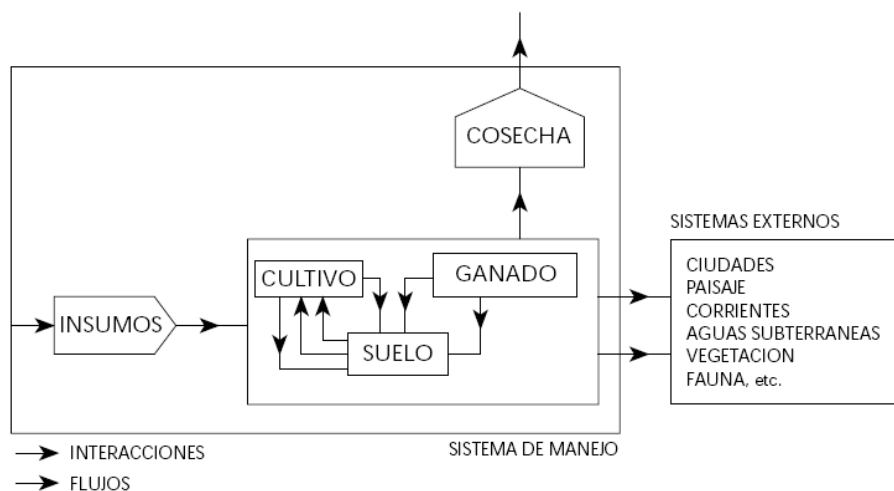 COSECHA
SISTEMAS EXTERNOS
CIUDADES
PAISAJE
CORRIENTES
AGUAS SUBTERRANEAS
VEGETACION
FAUNA, etc.
CULTIVO
GANADO
INSUMOS
SUELO
SISTEMA DE MANEJO
INTERACCIONES
FLUJOS